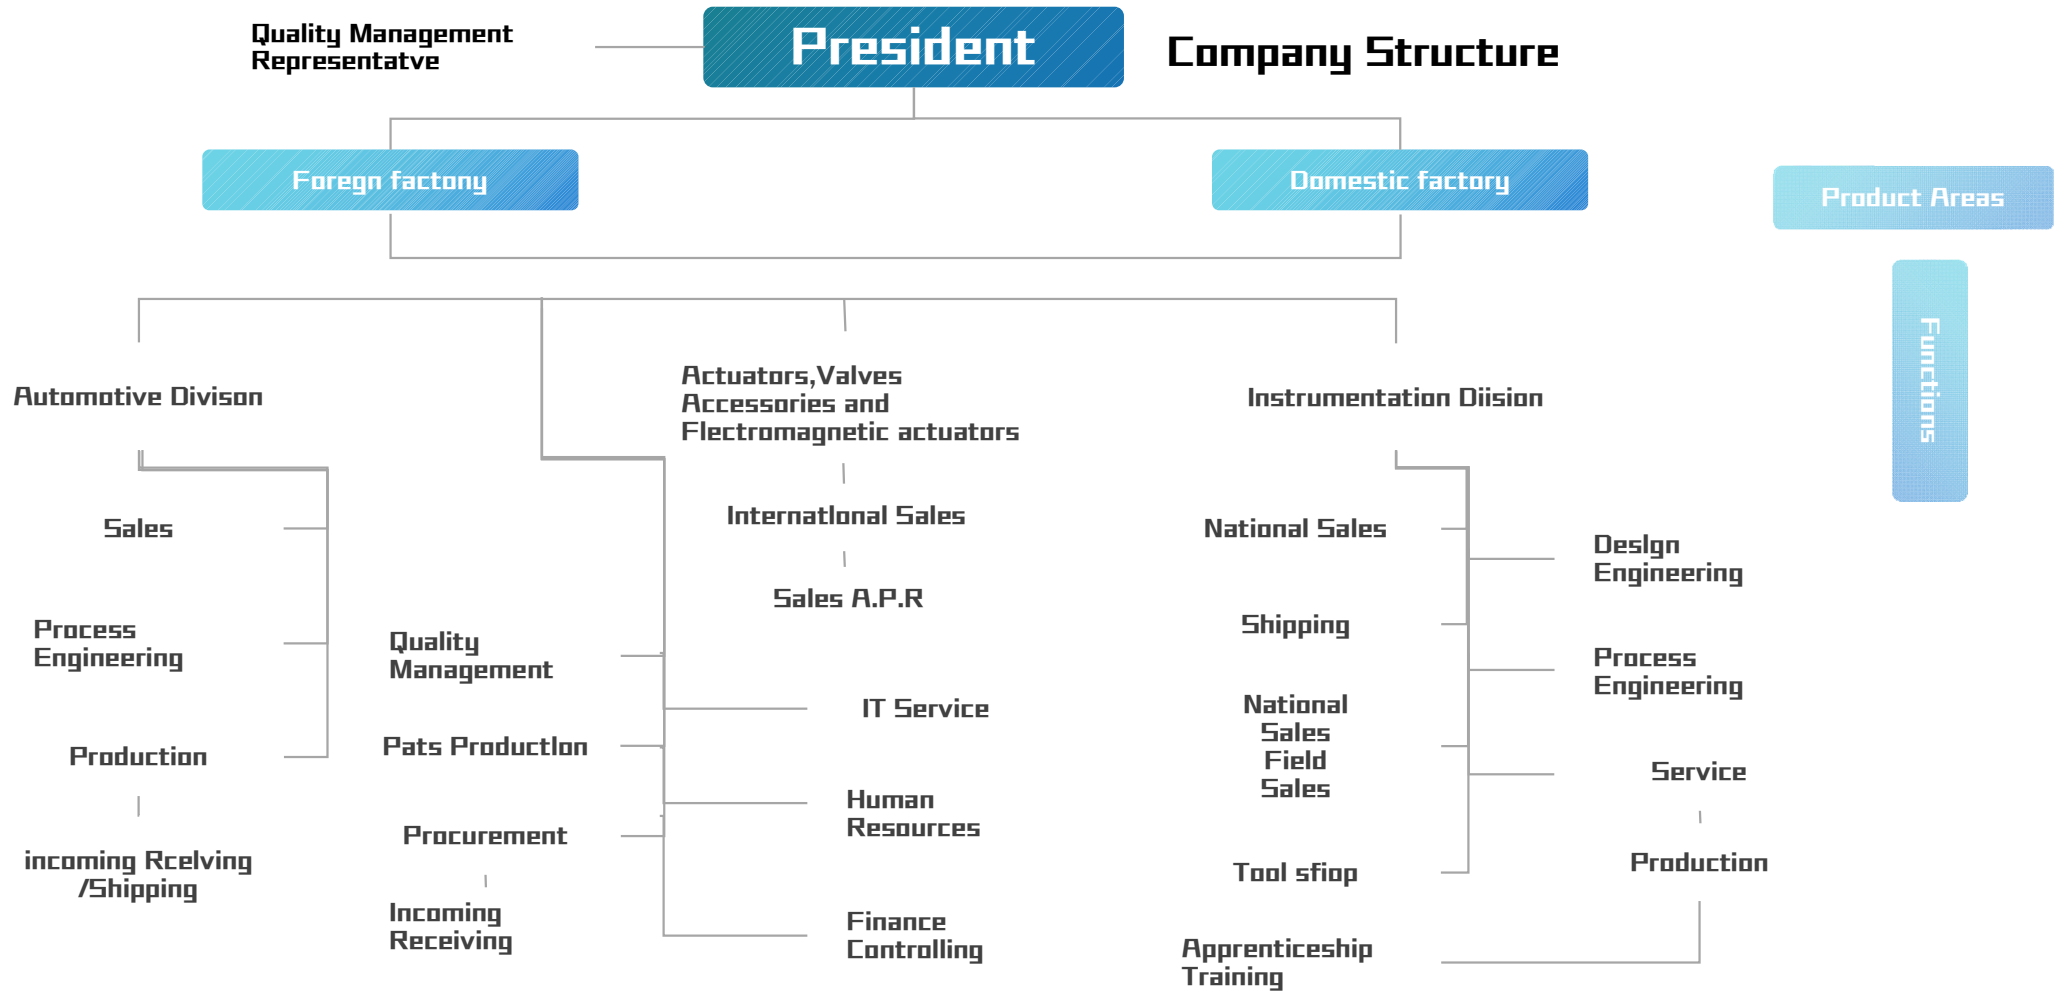 Quality Management
Representatve
President
Company Structure
Foregn factony
Domestic factory
Product Areas
Functions
Automotive Divison
Actuators,Valves
Accessories and
Flectromagnetic actuators
Instrumentation Diision
Sales
Process
Engineering
Production
incoming Rcelving
/Shipping
InternatlonaI Sales
Sales A.P.R
Quality
Management
Pats Productlon
Procurement
Incoming
Receiving
IT Service
Human
Resources
Finance
Controlling
National Sales
Shipping
National
Sales
Field
Sales
Tool sfiop
Apprenticeship
Training
Deslgn
Engineering
Process
Engineering
Service
Production